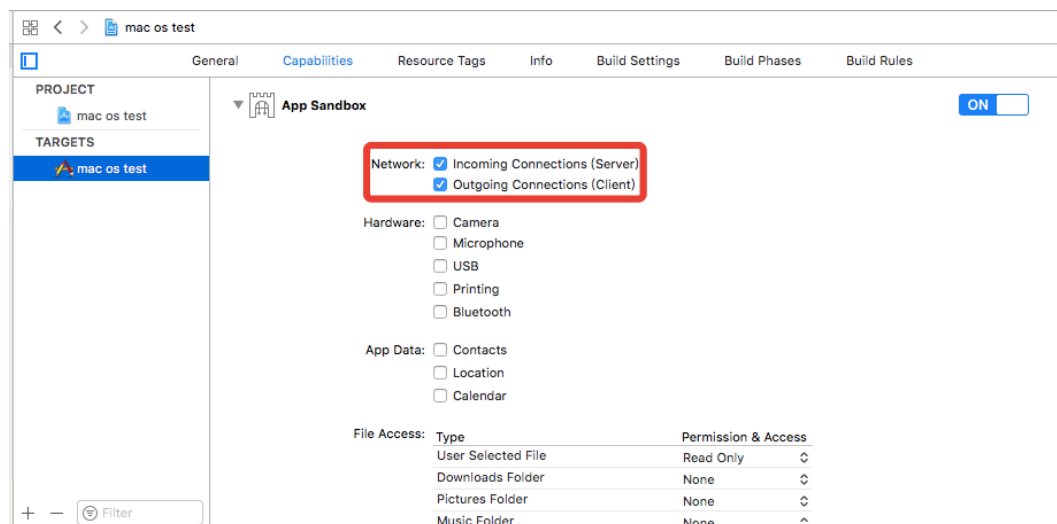 mac os test
General Capabilities Resource Tags Info Build Settings Build Phases Build Rules
PROJECT
mac os test
TARGETS
mac os test
App Sandbox
ON
Network: Incoming Connections (Server)
Outgoing Connections (Client)
Hardware: Camera
Microphone
USB
Printing
Bluetooth
App Data: Contacts
Location
Calendar
File Access: Type Permission & Access
User Selected File Read Only
Downloads Folder None
Pictures Folder None
Music Folder None
Filter